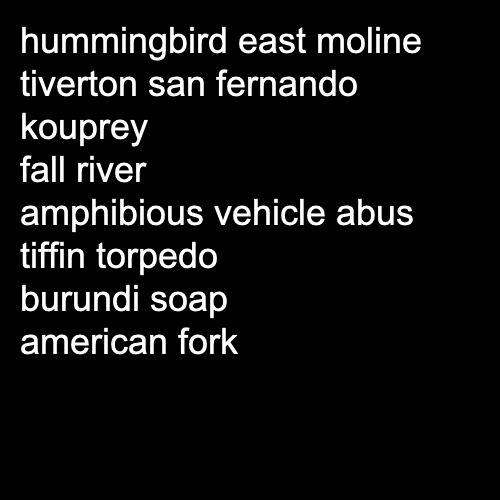 hummingbird east moline
tiverton san fernando
kouprey
fall river
amphibious vehicle abus
tiffin torpedo
burundi soap
american fork